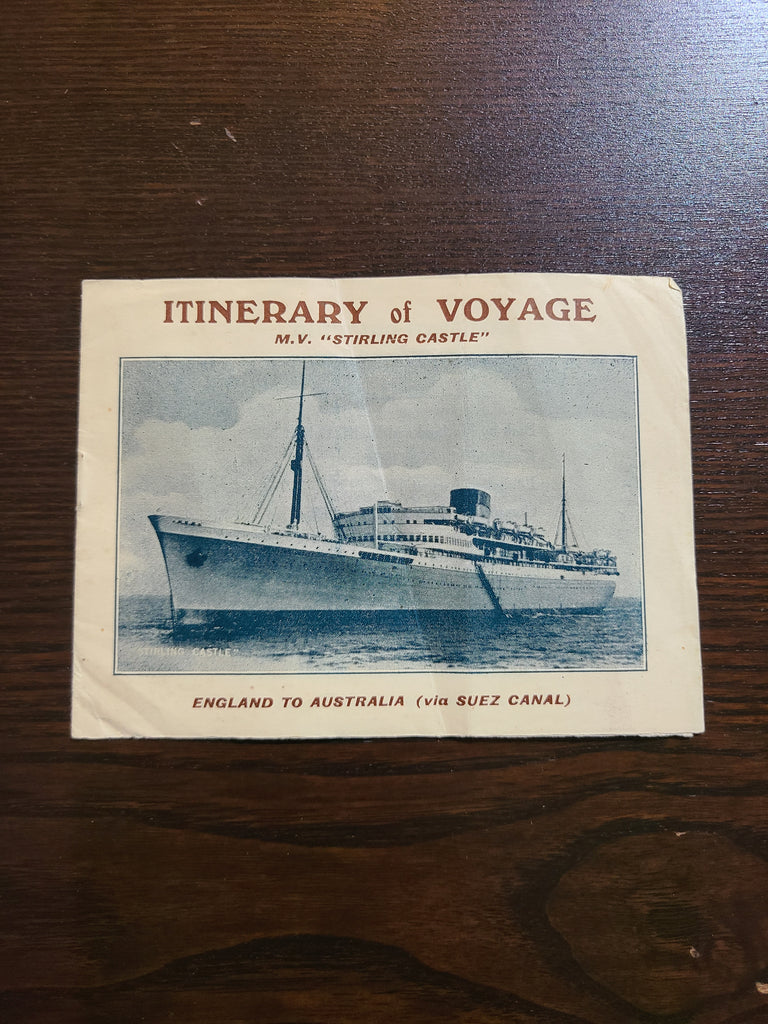 ITINERARY of VOYAGE
M.V. "STIRLING CASTLE"
"STIRLING CASTLE"
ENGLAND TO AUSTRALIA (via SUEZ CANAL)